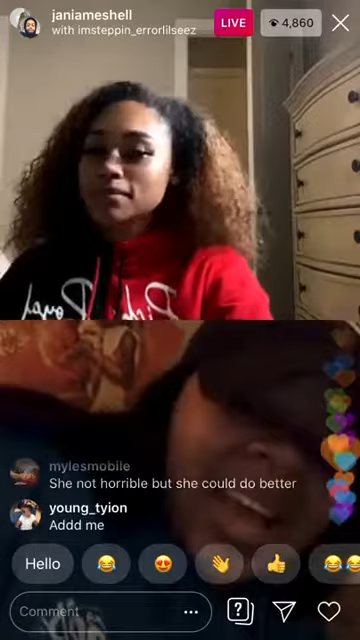 janiameshell
LIVE
4,860
with imsteppin_errorlilseez
mylesmobile
She not horrible but she could do better
young_tyion
Addd me
Hello
Comment